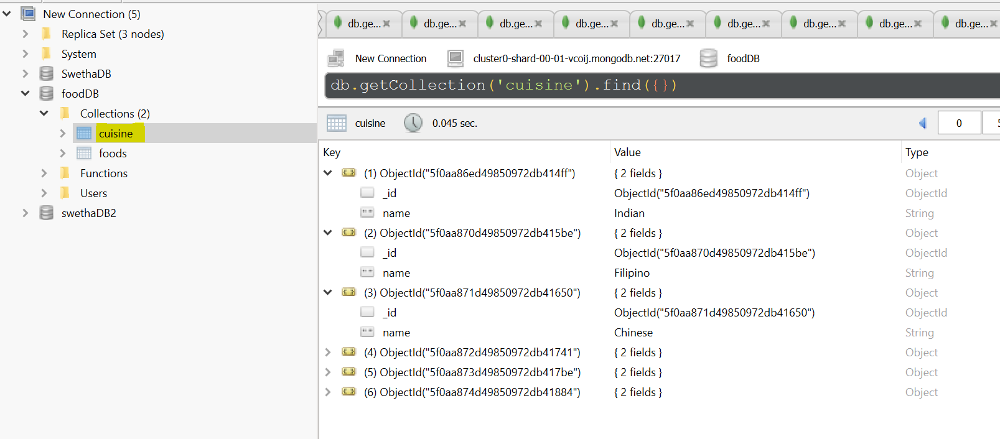 New Connection (5)
Replica Set (3 nodes)
System
SwethaDB
foodDB
Collections (2)
cuisine
foods
Functions
Users
swethaDB2
db.ge... db.ge... db.ge... db.ge... db.ge... db.ge... db.ge... db.ge... db.ge...
New Connection cluster0-shard-00-01-vcoij.mongodb.net:27017 foodDB
db.getCollection('cuisine').find({})
cuisine 0.045 sec. 0 5
Key Value Type
(1) ObjectId("5f0aa86ed49850972db414ff") { 2 fields } Object
_id ObjectId("5f0aa86ed49850972db414ff") ObjectId
name Indian String
(2) ObjectId("5f0aa870d49850972db415be") { 2 fields } Object
_id ObjectId("5f0aa870d49850972db415be") ObjectId
name Filipino String
(3) ObjectId("5f0aa871d49850972db41650") { 2 fields } Object
_id ObjectId("5f0aa871d49850972db41650") ObjectId
name Chinese String
(4) ObjectId("5f0aa872d49850972db41741") { 2 fields } Object
(5) ObjectId("5f0aa873d49850972db417be") { 2 fields } Object
(6) ObjectId("5f0aa874d49850972db41884") { 2 fields } Object